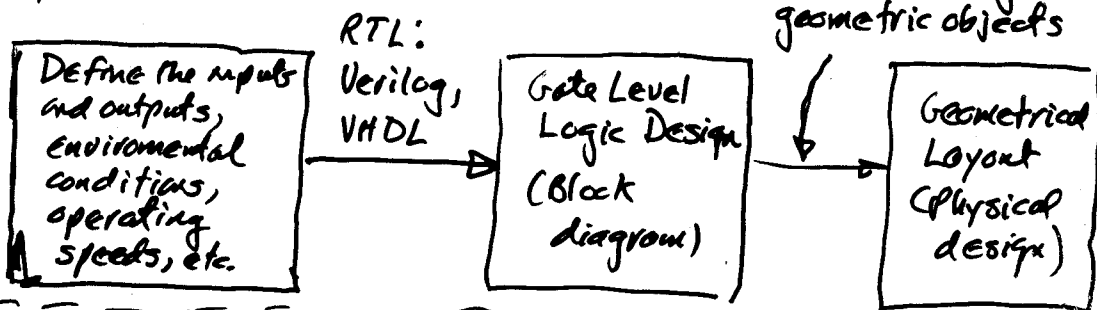 Define the inputs
and outputs,
enviromental
conditions,
operating
speeds, etc.
RTL:
Verilog,
VHDL
Gate Level
Logic Design
(Block
diagram)
geometric objects
Geometrical
Layout
(Physical
design)